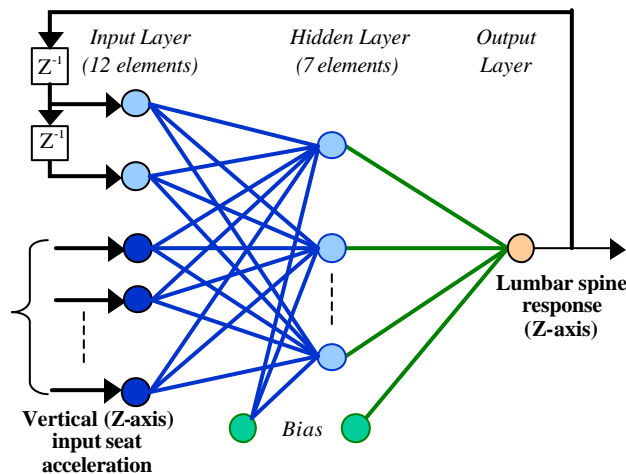 Input Layer
(12 elements)
Hidden Layer
(7 elements)
Output
Layer
Z⁻¹
Z⁻¹
Lumbar spine
response
(Z-axis)
Vertical (Z-axis)
input seat
acceleration
Bias